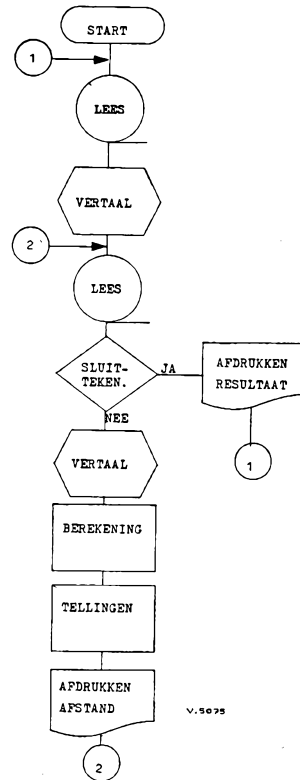 START
1
LEES
VERTAAL
2
LEES
SLUIT-
TEKEN.
JA
AFDRUKKEN
RESULTAAT
1
NEE
VERTAAL
BEREKENING
TELLINGEN
AFDRUKKEN
AFSTAND
V.5075
2